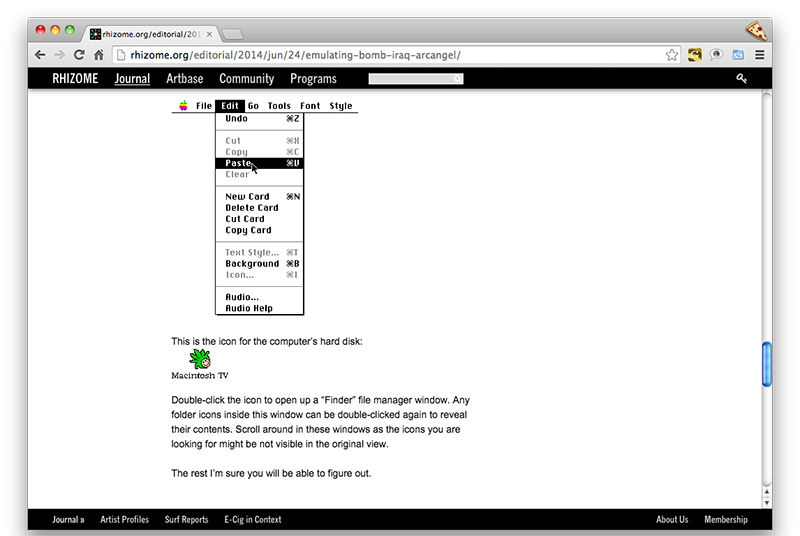 rhizome.org/editorial/201
rhizome.org/editorial/2014/jun/24/emulating-bomb-iraq-arcangel/
RHIZOME Journal Artbase Community Programs
File Edit Go Tools Font Style
Undo ⌘Z
Cut ⌘X
Copy ⌘C
Paste ⌘V
Clear
New Card ⌘N
Delete Card
Cut Card
Copy Card
Text Style... ⌘T
Background ⌘B
Icon... ⌘I
Audio...
Audio Help
This is the icon for the computer's hard disk:
Macintosh TV
Double-click the icon to open up a “Finder” file manager window. Any
folder icons inside this window can be double-clicked again to reveal
their contents. Scroll around in these windows as the icons you are
looking for might be not visible in the original view.
The rest I'm sure you will be able to figure out.
Journal » Artist Profiles Surf Reports E-Cig in Context About Us Membership